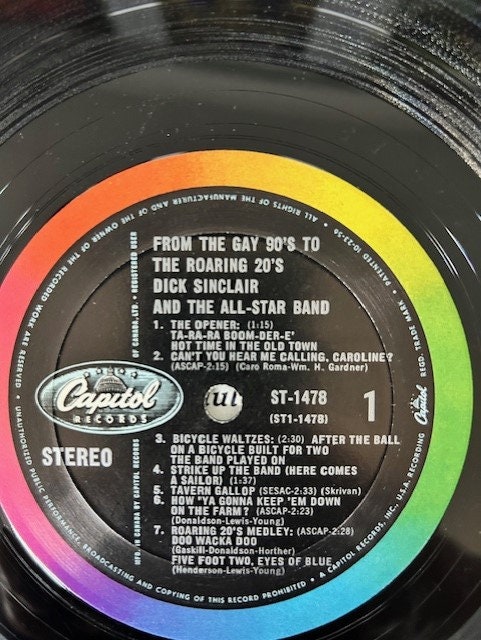 FROM THE GAY 90'S TO
THE ROARING 20'S
DICK SINCLAIR
AND THE ALL-STAR BAND
1. THE OPENER: (1:15)
TA-RA-RA BOOM-DER-E'
HOT TIME IN THE OLD TOWN
2. CAN'T YOU HEAR ME CALLING, CAROLINE?
(ASCAP-2:15) (Caro Roma-Wm. H. Gardner)
Capitol
RECORDS
ST-1478
(ST1-1478)
1
STEREO
3. BICYCLE WALTZES: (2:30) AFTER THE BALL
ON A BICYCLE BUILT FOR TWO
THE BAND PLAYED ON
4. STRIKE UP THE BAND (HERE COMES
A SAILOR) (1:37)
5. TAVERN GALLOP (SESAC-2:33) (Skrivan)
6. HOW 'YA GONNA KEEP 'EM DOWN
ON THE FARM? (ASCAP-2:23)
(Donaldson-Lewis-Young)
7. ROARING 20'S MEDLEY: (ASCAP-2:28)
DOO WACKA DOO
(Gaskill-Donaldson-Horther)
FIVE FOOT TWO, EYES OF BLUE
(Henderson-Lewis-Young)
MFD. IN CANADA BY CAPITOL RECORDS
OF CANADA, LTD. • REGISTERED USER
ALL RIGHTS OF THE MANUFACTURER AND OF THE OWNER OF THE RECORDED WORK ARE RESERVED • UNAUTHORIZED PUBLIC PERFORMANCE, BROADCASTING AND COPYING OF THIS RECORD PROHIBITED • A CAPITOL RECORDS, INC., U.S.A. RECORDING
Capitol REGD. TRADE MARK • PATENTED 10-23-56